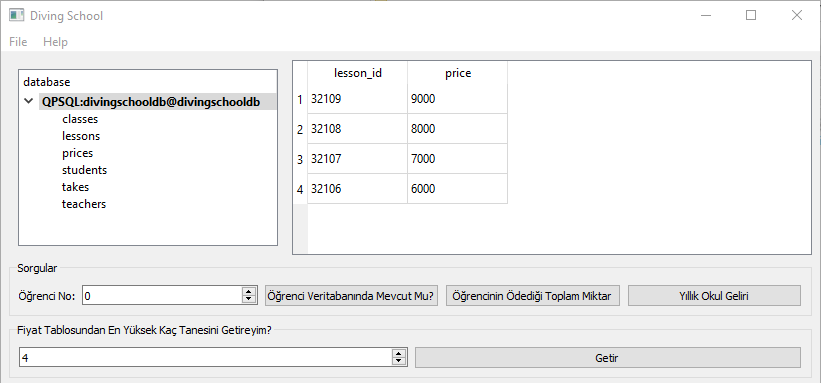 Diving School
File Help
database
QPSQL:divingschooldb@divingschooldb
classes
lessons
prices
students
takes
teachers
lesson_id price
1 32109 9000
2 32108 8000
3 32107 7000
4 32106 6000
Sorgular
Öğrenci No: 0 Öğrenci Veritabanında Mevcut Mu? Öğrencinin Ödediği Toplam Miktar Yıllık Okul Geliri
Fiyat Tablosundan En Yüksek Kaç Tanesini Getireyim?
4 Getir